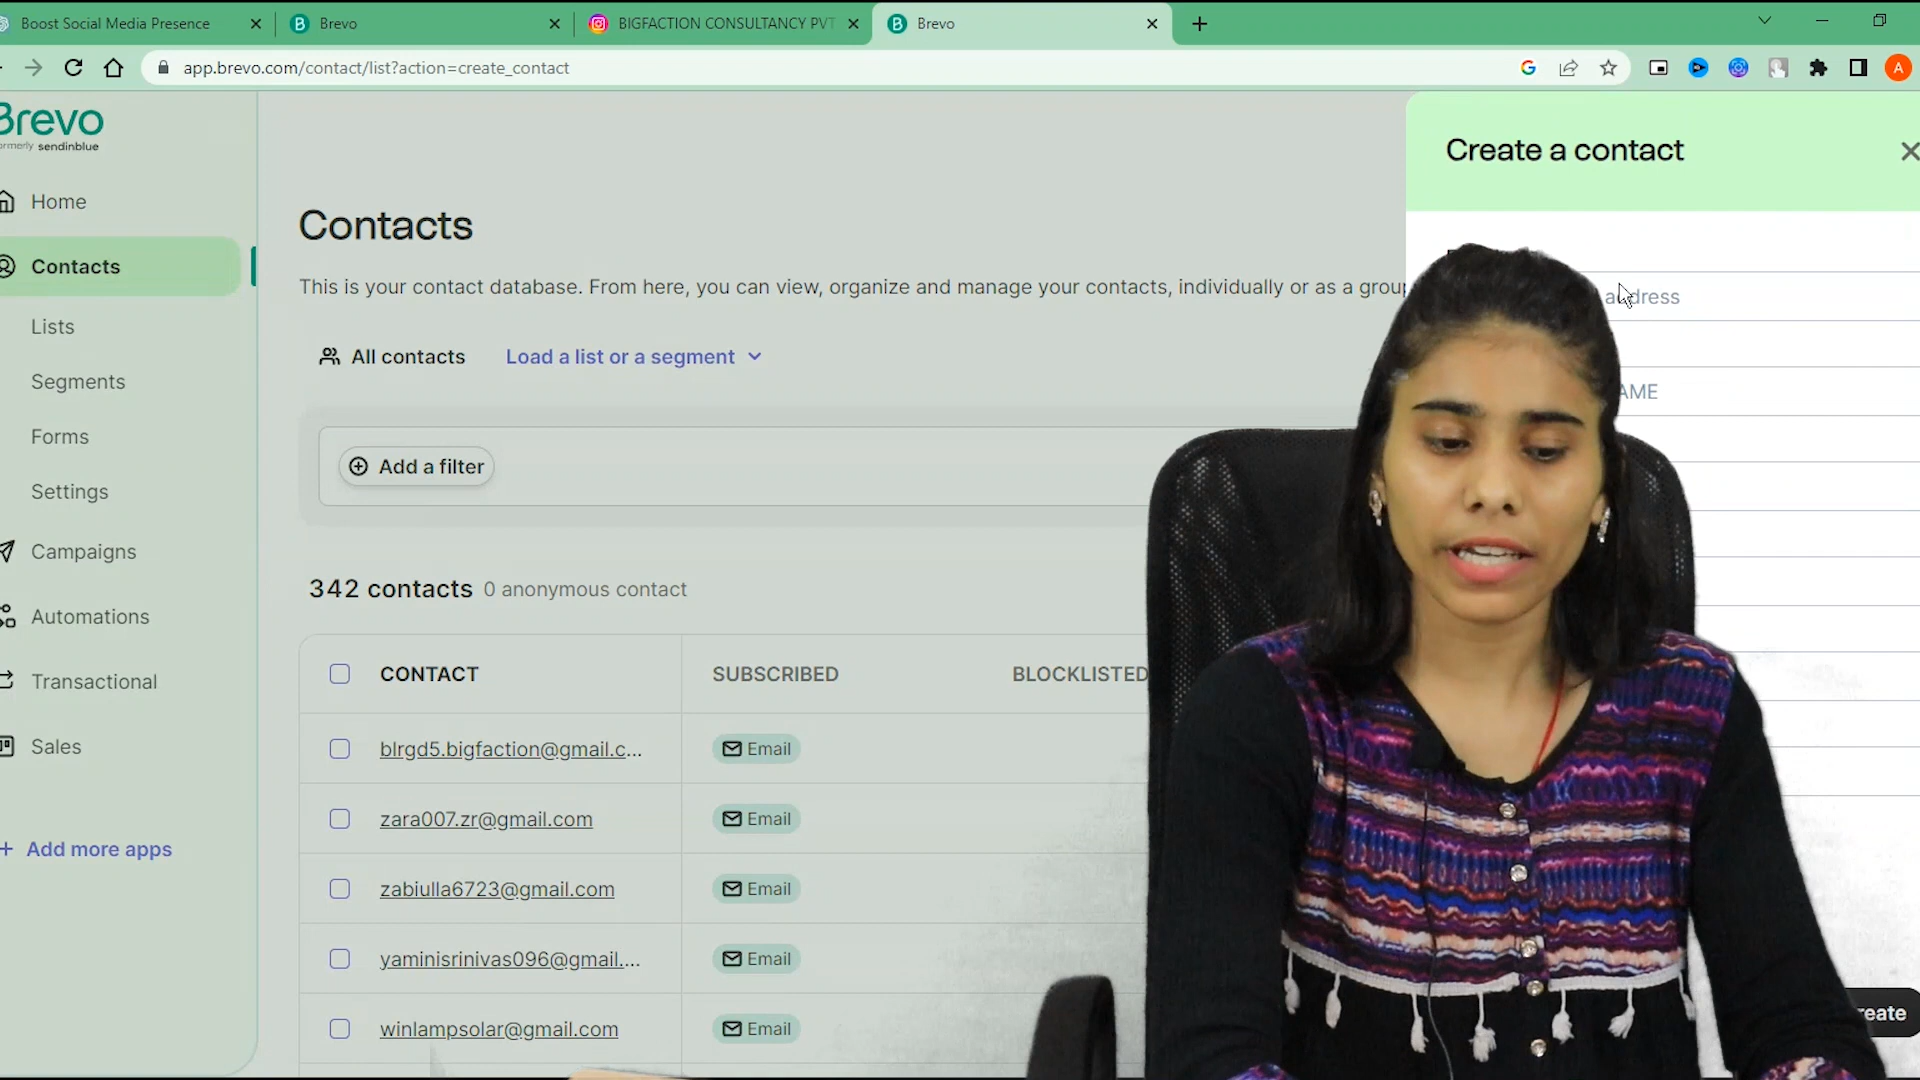 Boost Social Media Presence
Brevo
BIGFACTION CONSULTANCY PVT
Brevo
app.brevo.com/contact/list?action=create_contact
A
Brevo
formerly sendinblue
Home
Contacts
Lists
Segments
Forms
Settings
Campaigns
Automations
Transactional
Sales
+ Add more apps
Contacts
This is your contact database. From here, you can view, organize and manage your contacts, individually or as a group
All contacts
Load a list or a segment
Add a filter
342 contacts 0 anonymous contact
CONTACT SUBSCRIBED BLOCKLISTED
blrgd5.bigfaction@gmail.c... Email
zara007.zr@gmail.com Email
zabiulla6723@gmail.com Email
yaminisrinivas096@gmail.... Email
winlampsolar@gmail.com Email
Create a contact
address
AME
reate